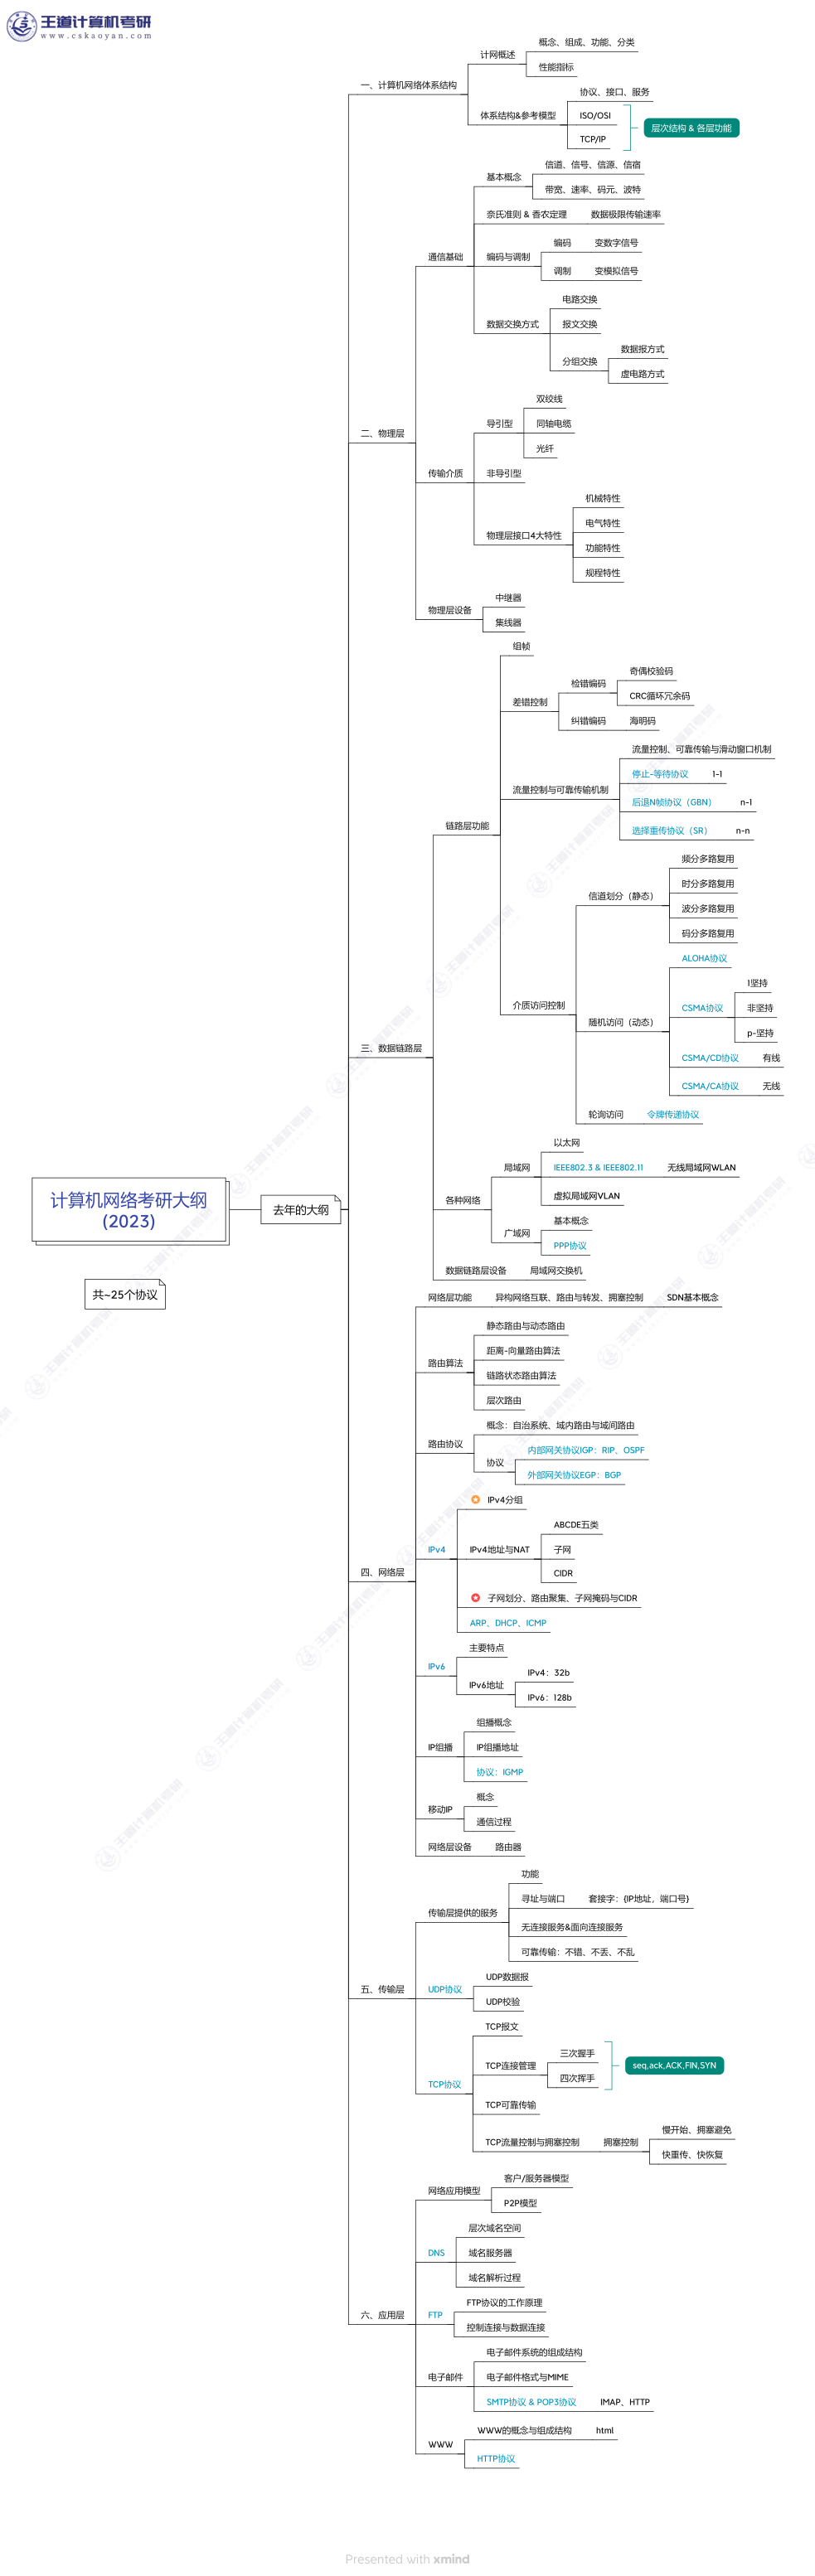 王道计算机考研
www.cskaoyan.com
计算机网络考研大纲
(2023)
共~25个协议
去年的大纲
一、计算机网络体系结构
计网概述
概念、组成、功能、分类
性能指标
体系结构&参考模型
协议、接口、服务
ISO/OSI
TCP/IP
层次结构 & 各层功能
二、物理层
通信基础
基本概念
信道、信号、信源、信宿
带宽、速率、码元、波特
奈氏准则 & 香农定理
数据极限传输速率
编码与调制
编码
变数字信号
调制
变模拟信号
数据交换方式
电路交换
报文交换
分组交换
数据报方式
虚电路方式
传输介质
导引型
双绞线
同轴电缆
光纤
非导引型
物理层接口4大特性
机械特性
电气特性
功能特性
规程特性
物理层设备
中继器
集线器
三、数据链路层
链路层功能
组帧
差错控制
检错编码
奇偶校验码
CRC循环冗余码
纠错编码
海明码
流量控制与可靠传输机制
流量控制、可靠传输与滑动窗口机制
停止-等待协议
1-1
后退N帧协议（GBN）
n-1
选择重传协议（SR）
n-n
介质访问控制
信道划分（静态）
频分多路复用
时分多路复用
波分多路复用
码分多路复用
随机访问（动态）
ALOHA协议
CSMA协议
1坚持
非坚持
p-坚持
CSMA/CD协议
有线
CSMA/CA协议
无线
轮询访问
令牌传递协议
各种网络
局域网
以太网
IEEE802.3 & IEEE802.11
无线局域网WLAN
虚拟局域网VLAN
广域网
基本概念
PPP协议
数据链路层设备
局域网交换机
四、网络层
网络层功能
异构网络互联、路由与转发、拥塞控制
SDN基本概念
路由算法
静态路由与动态路由
距离-向量路由算法
链路状态路由算法
层次路由
路由协议
概念：自治系统、域内路由与域间路由
协议
内部网关协议IGP：RIP、OSPF
外部网关协议EGP：BGP
IPv4
IPv4分组
IPv4地址与NAT
ABCDE五类
子网
CIDR
子网划分、路由聚集、子网掩码与CIDR
ARP、DHCP、ICMP
IPv6
主要特点
IPv6地址
IPv4：32b
IPv6：128b
IP组播
组播概念
IP组播地址
协议：IGMP
移动IP
概念
通信过程
网络层设备
路由器
五、传输层
传输层提供的服务
功能
寻址与端口
套接字：{IP地址，端口号}
无连接服务&面向连接服务
可靠传输：不错、不丢、不乱
UDP协议
UDP数据报
UDP校验
TCP协议
TCP报文
TCP连接管理
三次握手
四次挥手
seq,ack,ACK,FIN,SYN
TCP可靠传输
TCP流量控制与拥塞控制
拥塞控制
慢开始、拥塞避免
快重传、快恢复
六、应用层
网络应用模型
客户/服务器模型
P2P模型
DNS
层次域名空间
域名服务器
域名解析过程
FTP
FTP协议的工作原理
控制连接与数据连接
电子邮件
电子邮件系统的组成结构
电子邮件格式与MIME
SMTP协议 & POP3协议
IMAP、HTTP
WWW
WWW的概念与组成结构
html
HTTP协议
Presented with xmind